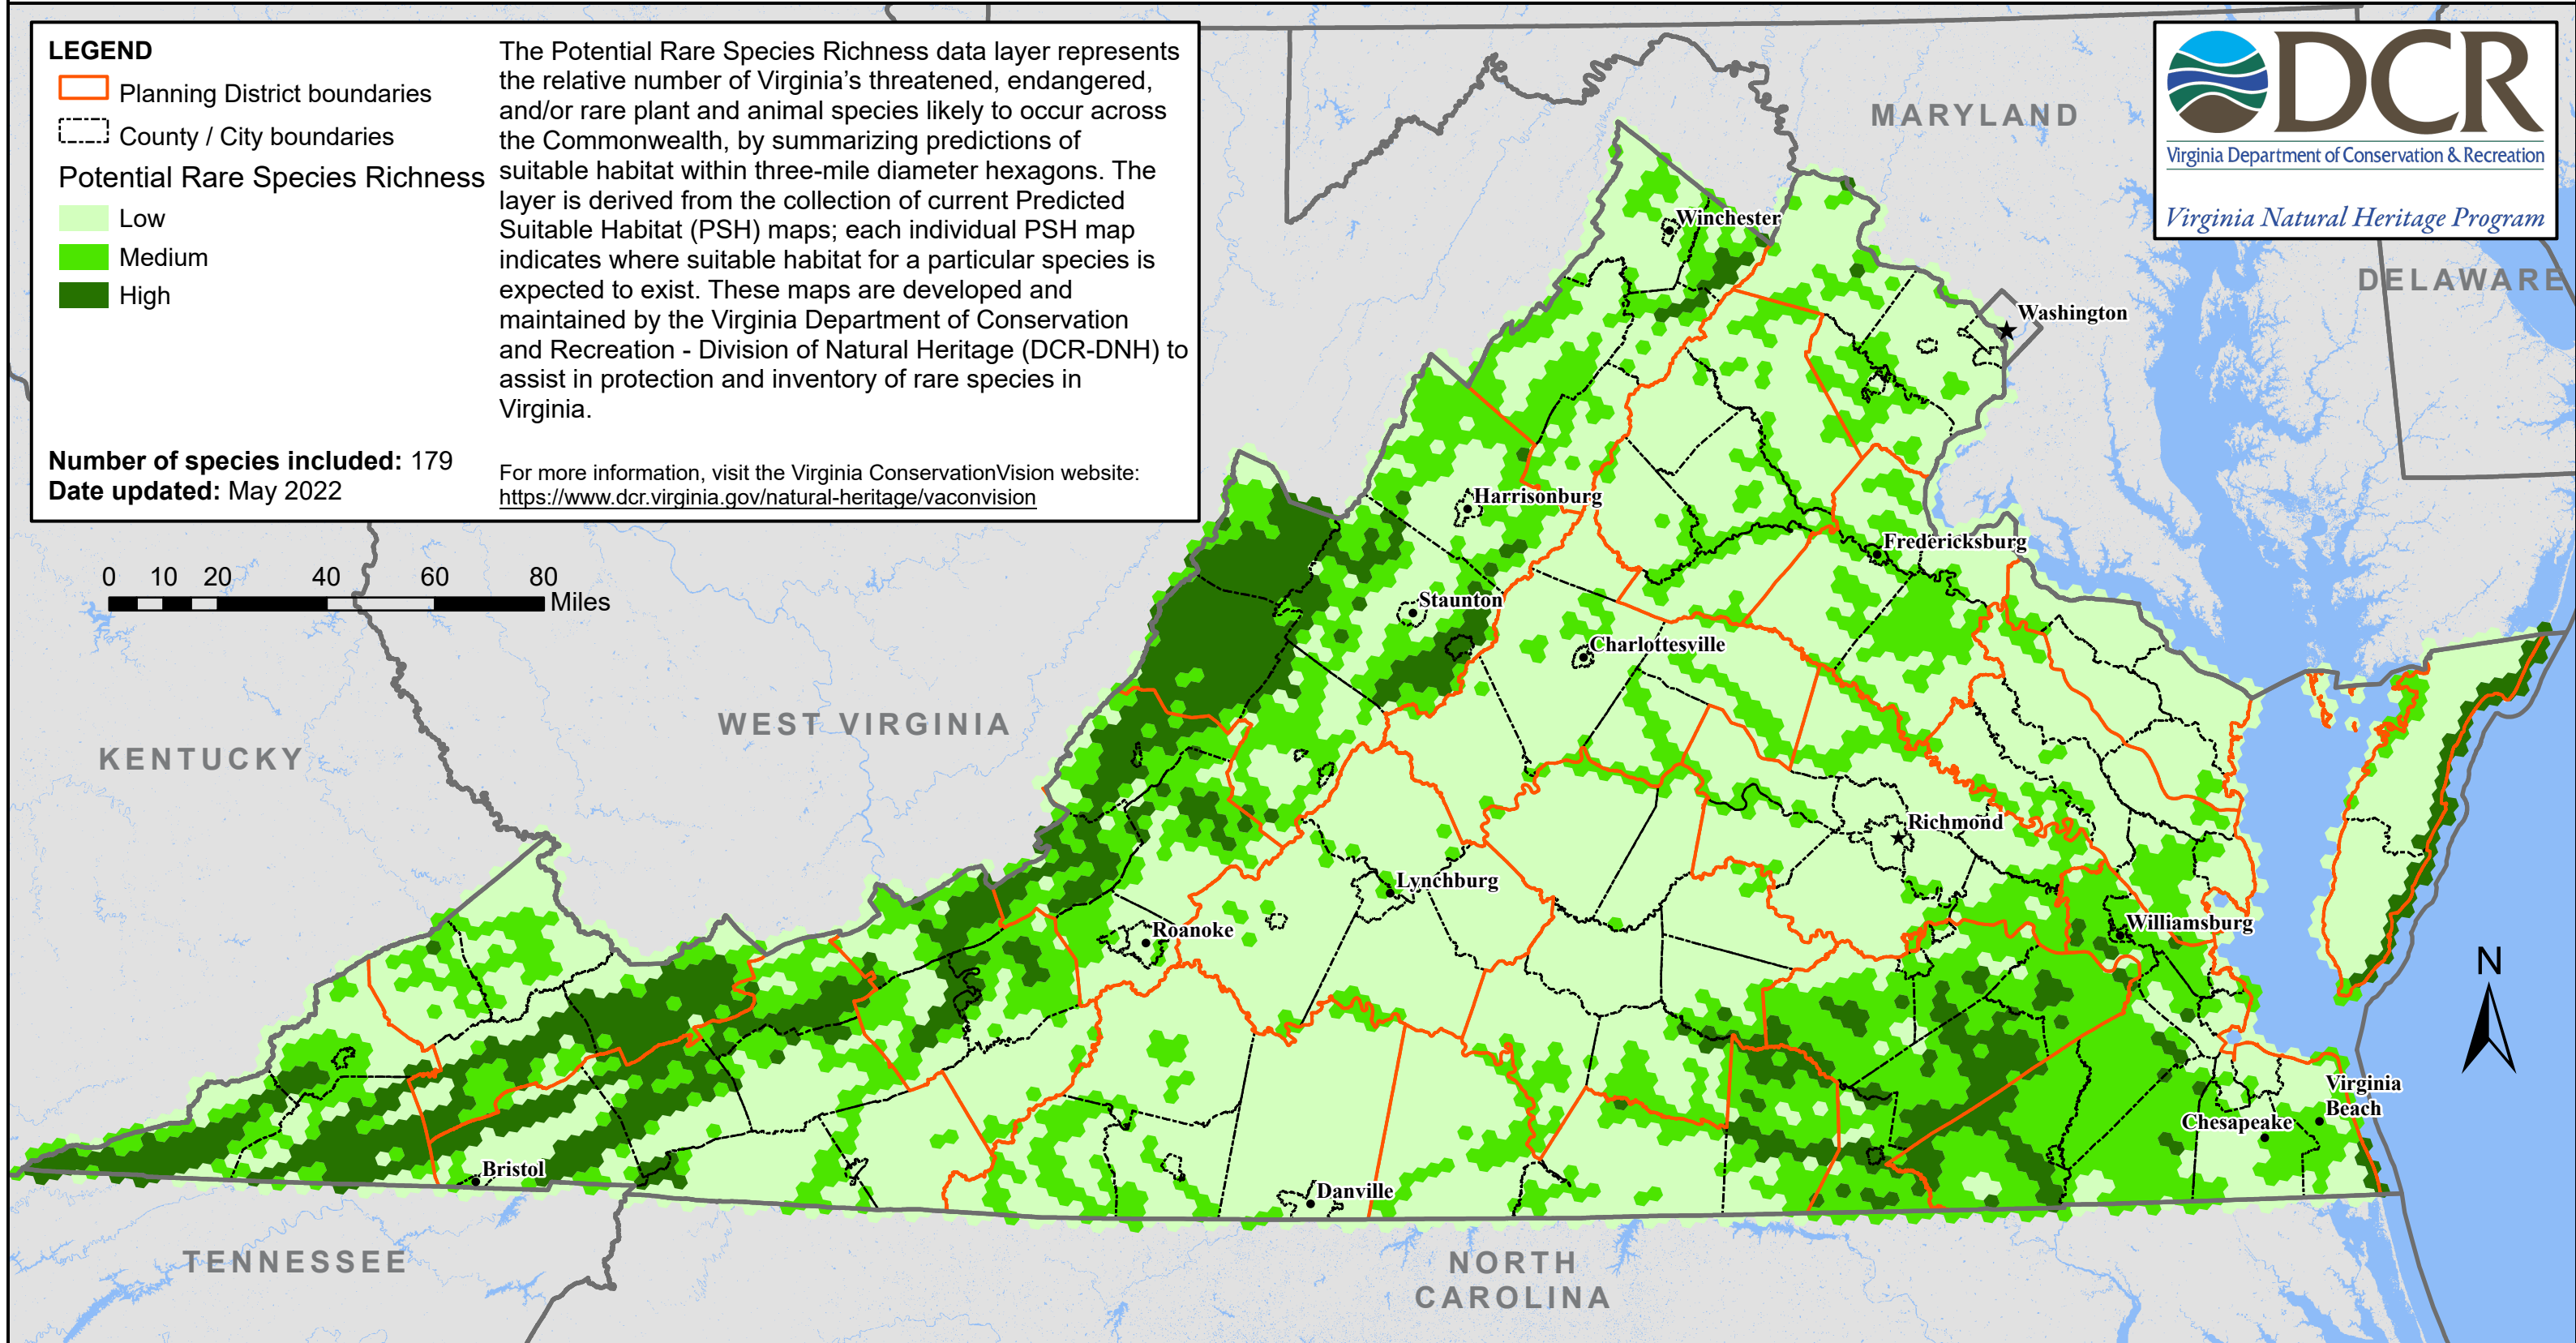 LEGEND
Planning District boundaries
County / City boundaries
Potential Rare Species Richness
Low
Medium
High
Number of species included: 179
Date updated: May 2022
The Potential Rare Species Richness data layer represents
the relative number of Virginia’s threatened, endangered,
and/or rare plant and animal species likely to occur across
the Commonwealth, by summarizing predictions of
suitable habitat within three-mile diameter hexagons. The
layer is derived from the collection of current Predicted
Suitable Habitat (PSH) maps; each individual PSH map
indicates where suitable habitat for a particular species is
expected to exist. These maps are developed and
maintained by the Virginia Department of Conservation
and Recreation - Division of Natural Heritage (DCR-DNH) to
assist in protection and inventory of rare species in
Virginia.
For more information, visit the Virginia ConservationVision website:
https://www.dcr.virginia.gov/natural-heritage/vaconvision
DCR
Virginia Department of Conservation & Recreation
Virginia Natural Heritage Program
MARYLAND
DELAWARE
Winchester
Washington
Harrisonburg
Fredericksburg
0 10 20 40 60 80
Miles
Staunton
Charlottesville
WEST VIRGINIA
KENTUCKY
Richmond
Lynchburg
Williamsburg
Roanoke
N
Virginia
Beach
Chesapeake
Bristol
Danville
TENNESSEE
NORTH
CAROLINA